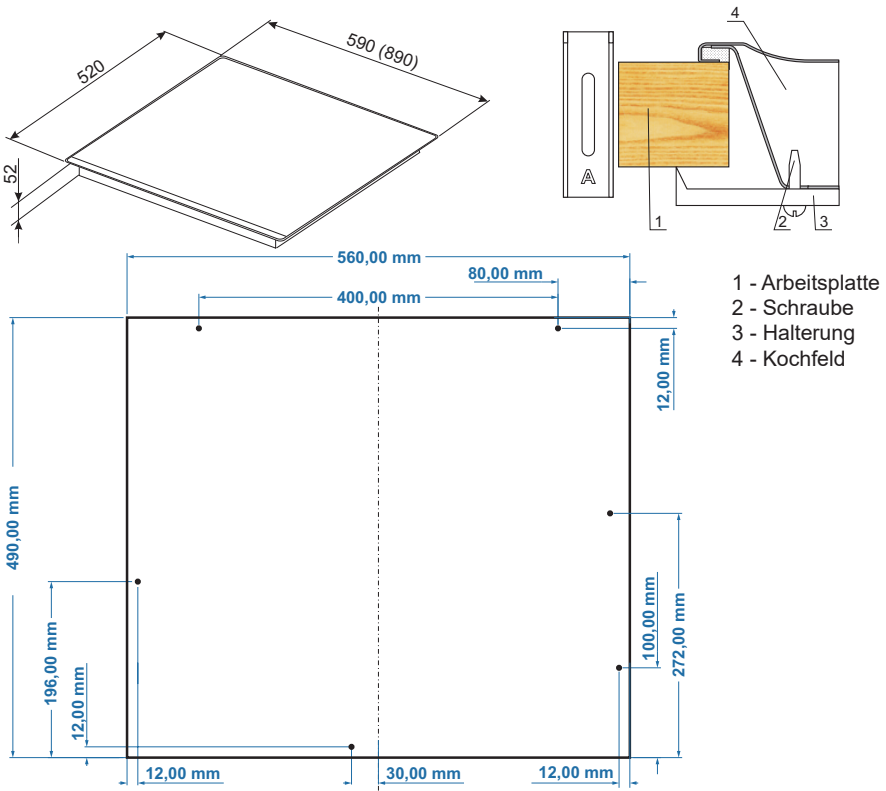 520
590 (890)
52
4
A
1
2
3
560,00 mm
80,00 mm
400,00 mm
12,00 mm
1 - Arbeitsplatte
2 - Schraube
3 - Halterung
4 - Kochfeld
490,00 mm
196,00 mm
12,00 mm
100,00 mm
272,00 mm
12,00 mm
30,00 mm
12,00 mm